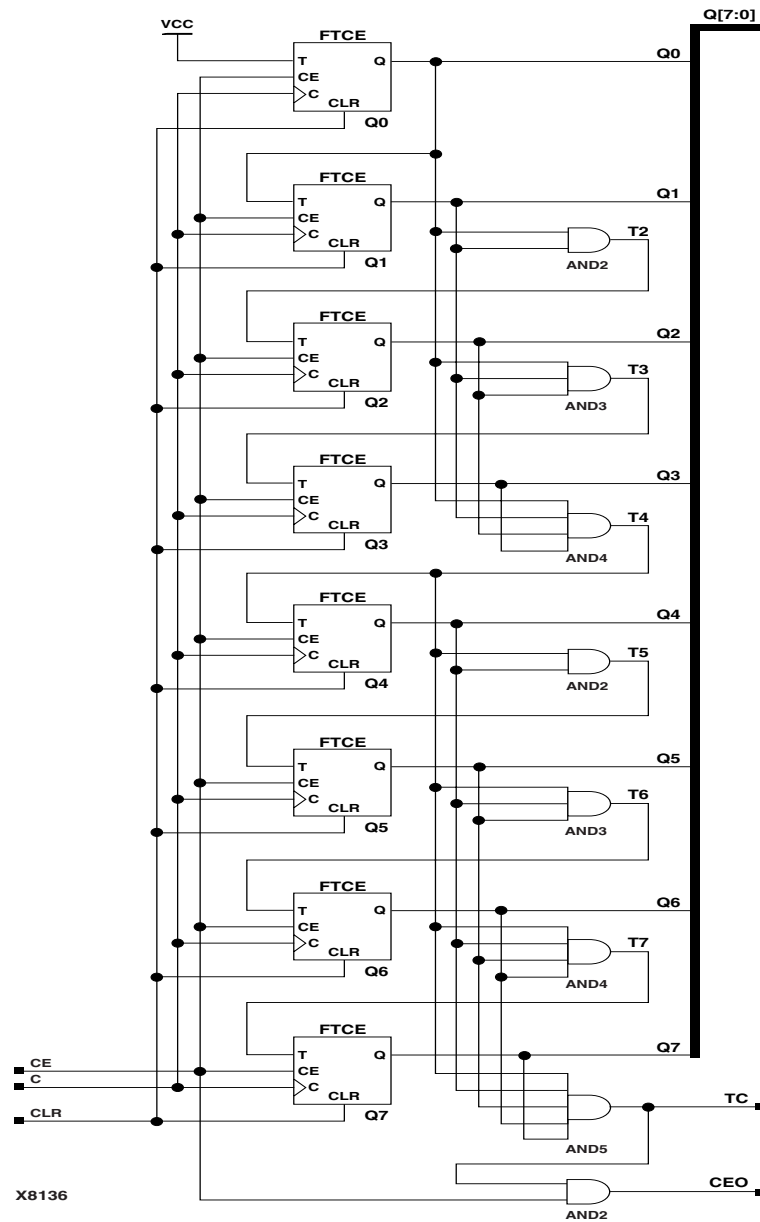 Q[7:0]
VCC
FTCE
T Q Q0
CE
C
CLR
Q0
FTCE
T Q Q1
CE
C
CLR
Q1
T2
AND2
FTCE
T Q Q2
CE
C
CLR
Q2
T3
AND3
FTCE
T Q Q3
CE
C
CLR
Q3
T4
AND4
FTCE
T Q Q4
CE
C
CLR
Q4
T5
AND2
FTCE
T Q Q5
CE
C
CLR
Q5
T6
AND3
FTCE
T Q Q6
CE
C
CLR
Q6
T7
AND4
FTCE
T Q Q7
CE
CE
C
C
CLR
CLR
Q7
TC
AND5
CEO
AND2
X8136